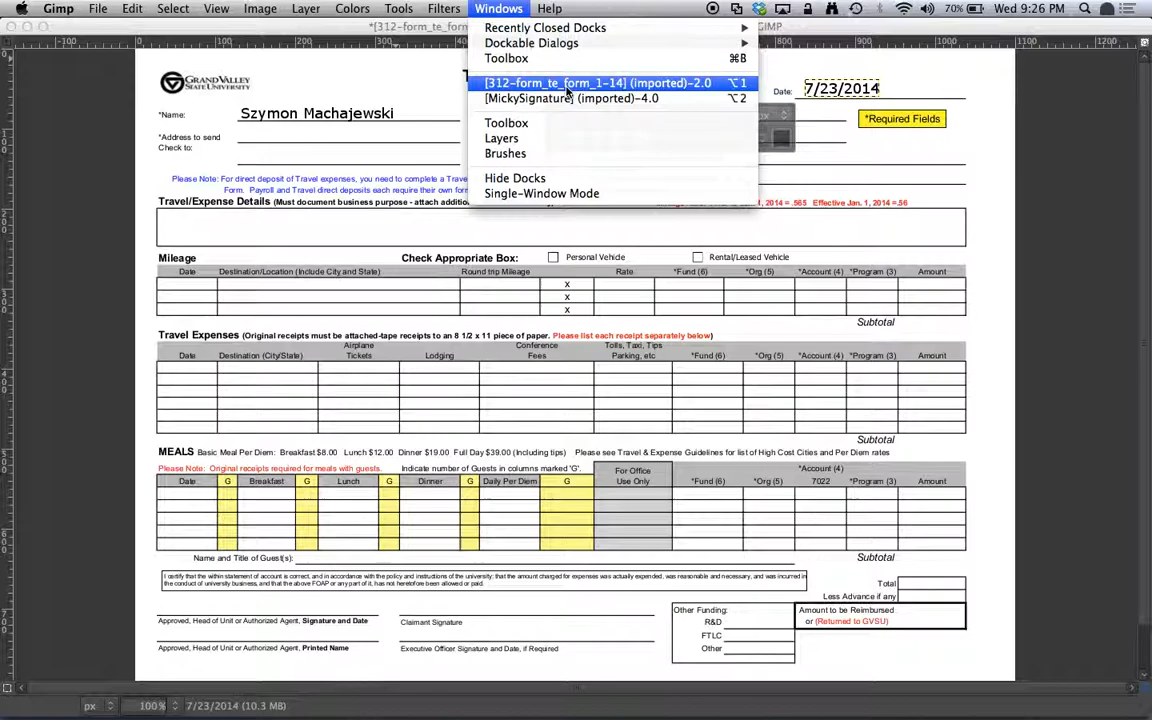 Gimp File Edit Select View Image Layer Colors Tools Filters Windows Help 70% Wed 9:26 PM
*[312-form_te_form GIMP
Recently Closed Docks
Dockable Dialogs
Toolbox ⌘B
[312-form_te_form_1-14] (imported)-2.0 ⌥1
[MickySignature] (imported)-4.0 ⌥2
Toolbox
Layers
Brushes
Hide Docks
Single-Window Mode
-100 0 100 200 300 800 900 1000 1100
GRAND VALLEY
STATE UNIVERSITY
T
Date: 7/23/2014
*Name: Szymon Machajewski
*Required Fields
*Address to send
Check to:
Please Note: For direct deposit of Travel expenses, you need to complete a Trave
Form. Payroll and Travel direct deposits each require their own form
Travel/Expense Details (Must document business purpose - attach addition 1, 2014 = .565 Effective Jan. 1, 2014 =.56
Mileage Check Appropriate Box: Personal Vehicle Rental/Leased Vehicle
Date Destination/Location (Include City and State) Round trip Mileage Rate *Fund (6) *Org (5) *Account (4) *Program (3) Amount
x
x
x
Subtotal
Travel Expenses (Original receipts must be attached-tape receipts to an 8 1/2 x 11 piece of paper. Please list each receipt separately below)
Airplane Conference Tolls, Taxi, Tips
Date Destination (City/State) Tickets Lodging Fees Parking, etc *Fund (6) *Org (5) *Account (4) *Program (3) Amount
Subtotal
MEALS Basic Meal Per Diem: Breakfast $8.00 Lunch $12.00 Dinner $19.00 Full Day $39.00 (Including tips) Please see Travel & Expense Guidelines for list of High Cost Cities and Per Diem rates
Please Note: Original receipts required for meals with guests. Indicate number of Guests in columns marked 'G'. For Office *Account (4)
Date G Breakfast G Lunch G Dinner G Daily Per Diem G Use Only *Fund (6) *Org (5) 7022 *Program (3) Amount
Name and Title of Guest(s): Subtotal
I certify that the within statement of account is correct, and in accordance with the policy and instructions of the university; that the amount charged for expenses was actually expended, was reasonable and necessary, and was incurred in
the conduct of university business, and that the above FOAP or any part of it, has not heretofore been allowed or paid.
Total
Less Advance if any
Other Funding: Amount to be Reimbursed
R&D or (Returned to GVSU)
Approved, Head of Unit or Authorized Agent, Signature and Date Claimant Signature
FTLC
Approved, Head of Unit or Authorized Agent, Printed Name Executive Officer Signature and Date, if Required Other
px 100% 7/23/2014 (10.3 MB)